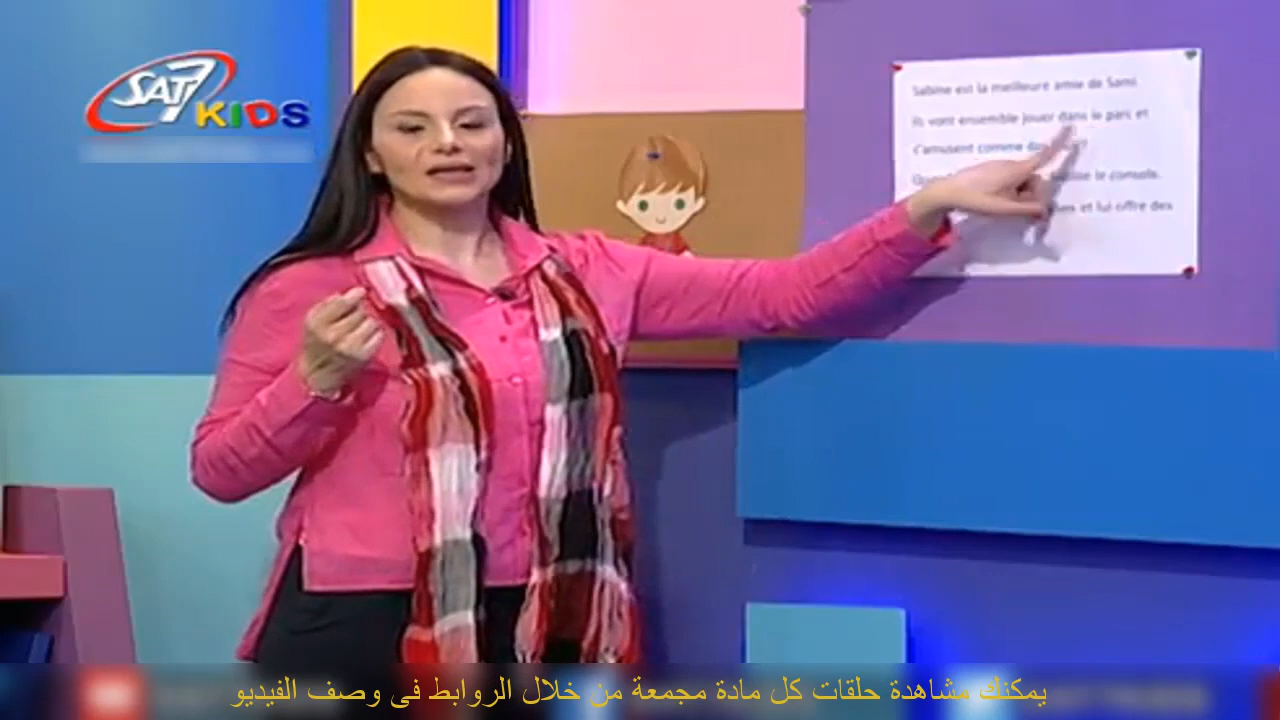 SAT7
KIDS
Sabine est la meilleure amie de Sami
Ils vont ensemble jouer dans le parc et
s'amusent comme
le console.
et lui offre des
يمكنك مشاهدة حلقات كل مادة مجمعة من خلال الروابط فى وصف الفيديو